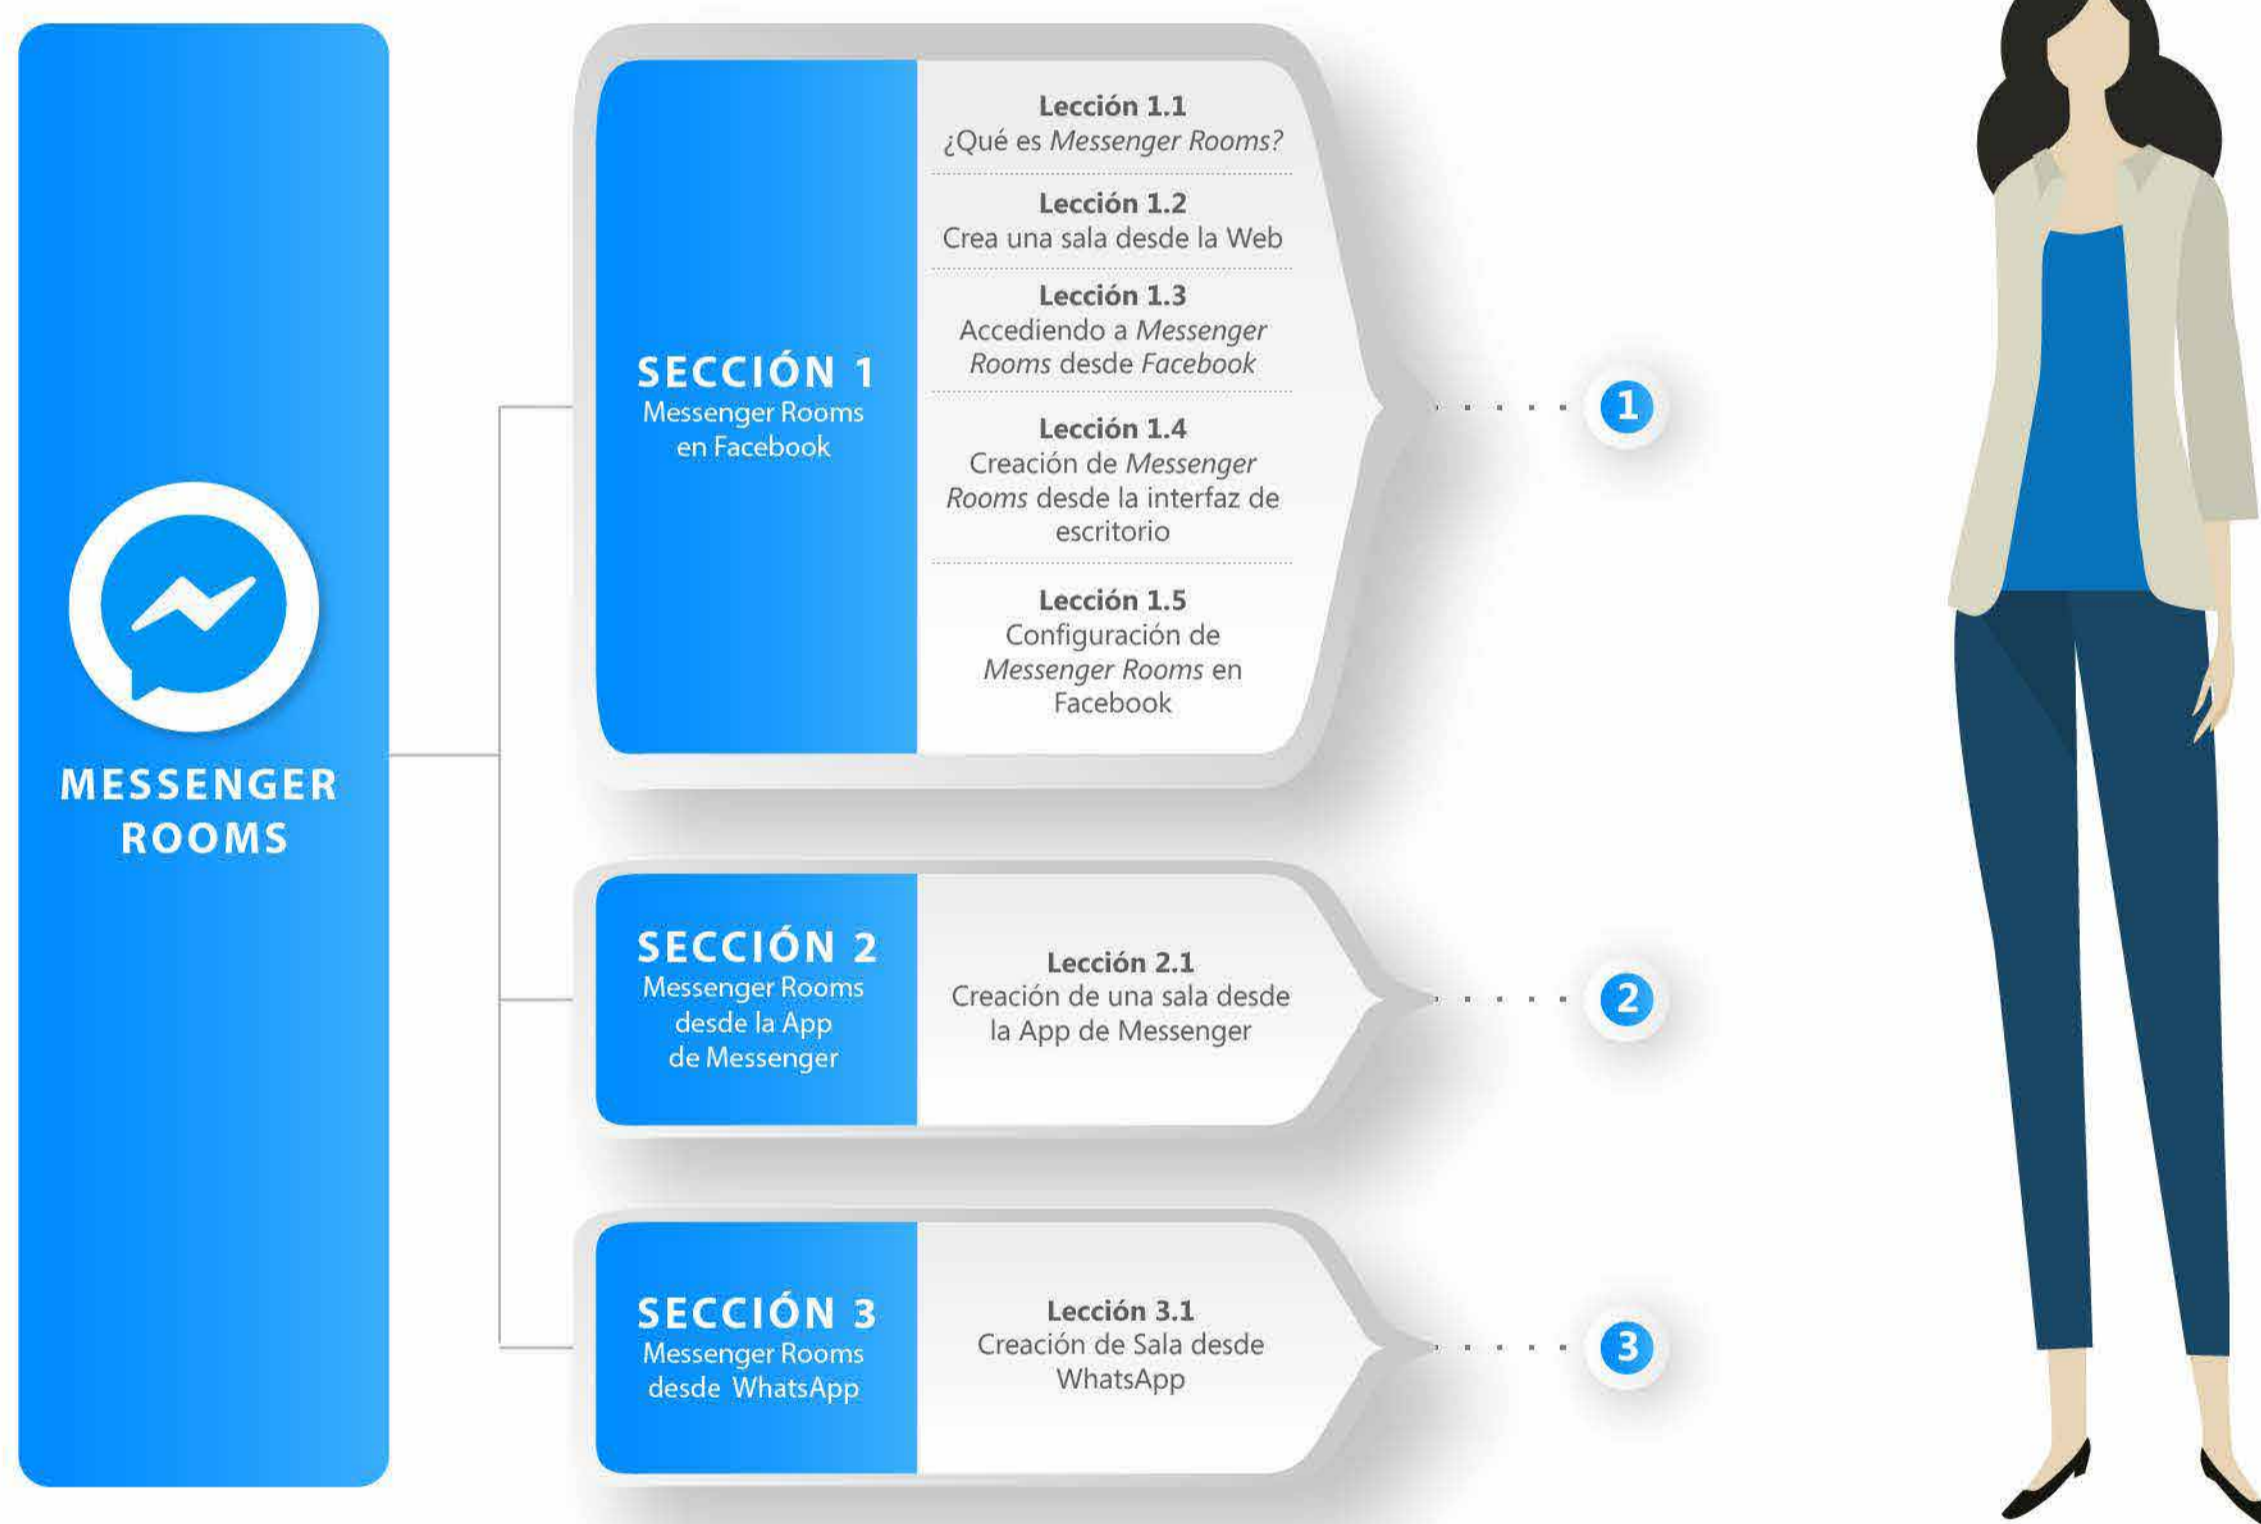 MESSENGER
ROOMS
SECCIÓN 1
Messenger Rooms
en Facebook
Lección 1.1
¿Qué es Messenger Rooms?
Lección 1.2
Crea una sala desde la Web
Lección 1.3
Accediendo a Messenger
Rooms desde Facebook
Lección 1.4
Creación de Messenger
Rooms desde la interfaz de
escritorio
Lección 1.5
Configuración de
Messenger Rooms en
Facebook
1
SECCIÓN 2
Messenger Rooms
desde la App
de Messenger
Lección 2.1
Creación de una sala desde
la App de Messenger
2
SECCIÓN 3
Messenger Rooms
desde WhatsApp
Lección 3.1
Creación de Sala desde
WhatsApp
3